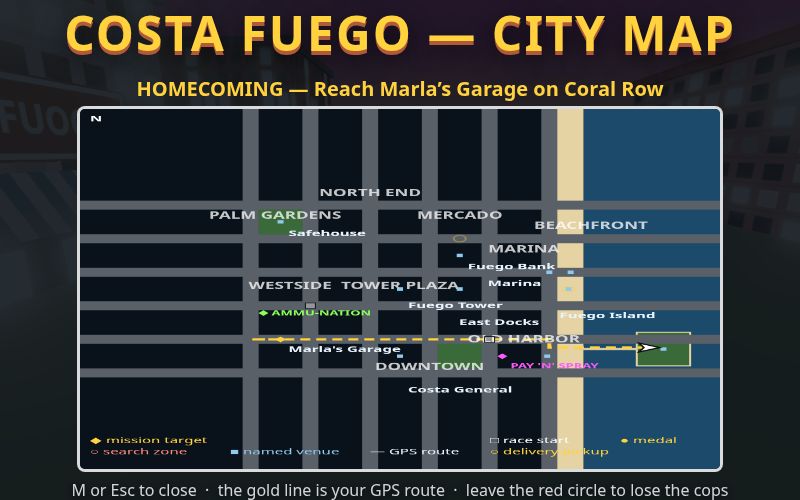 COSTA FUEGO — CITY MAP
HOMECOMING — Reach Marla’s Garage on Coral Row
N
NORTH END
PALM GARDENS
MERCADO
BEACHFRONT
Safehouse
MARINA
Fuego Bank
WESTSIDE
TOWER PLAZA
Marina
Fuego Tower
◆ AMMU-NATION
Fuego Island
East Docks
OLD HARBOR
Marla's Garage
DOWNTOWN
PAY 'N' SPRAY
Costa General
◆ mission target
□ race start
● medal
○ search zone
■ named venue
— GPS route
○ delivery pickup
M or Esc to close · the gold line is your GPS route · leave the red circle to lose the cops